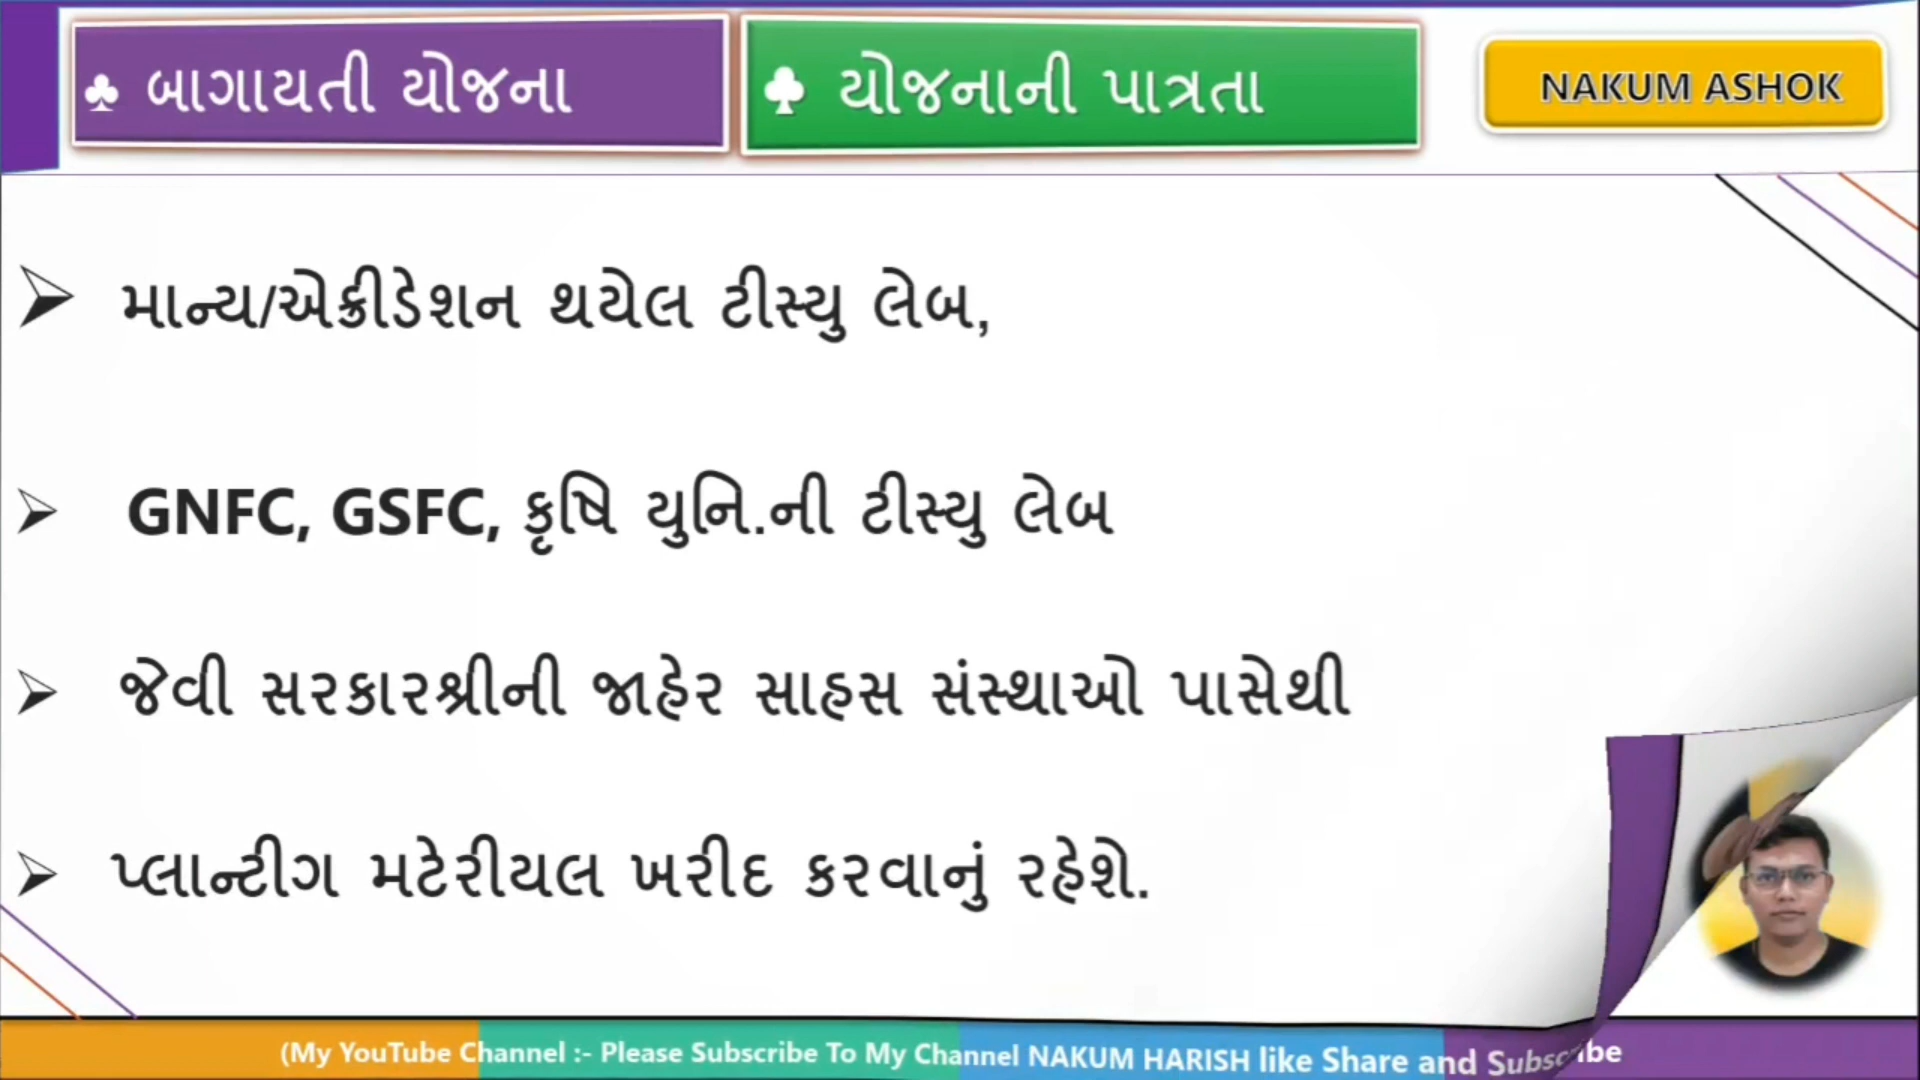 ♣ બાગાયતી યોજના
♣ યોજનાની પાત્રતા
NAKUM ASHOK
➢ માન્ય/એક્રીડેશન થયેલ ટીસ્યુ લેબ,
➢ GNFC, GSFC, કૃષિ યુનિ.ની ટીસ્યુ લેબ
➢ જેવી સરકારશ્રીની જાહેર સાહસ સંસ્થાઓ પાસેથી
➢ પ્લાન્ટીગ મટેરીયલ ખરીદ કરવાનું રહેશે.
(My YouTube Channel :- Please Subscribe To My Channel NAKUM HARISH like Share and Subscribe